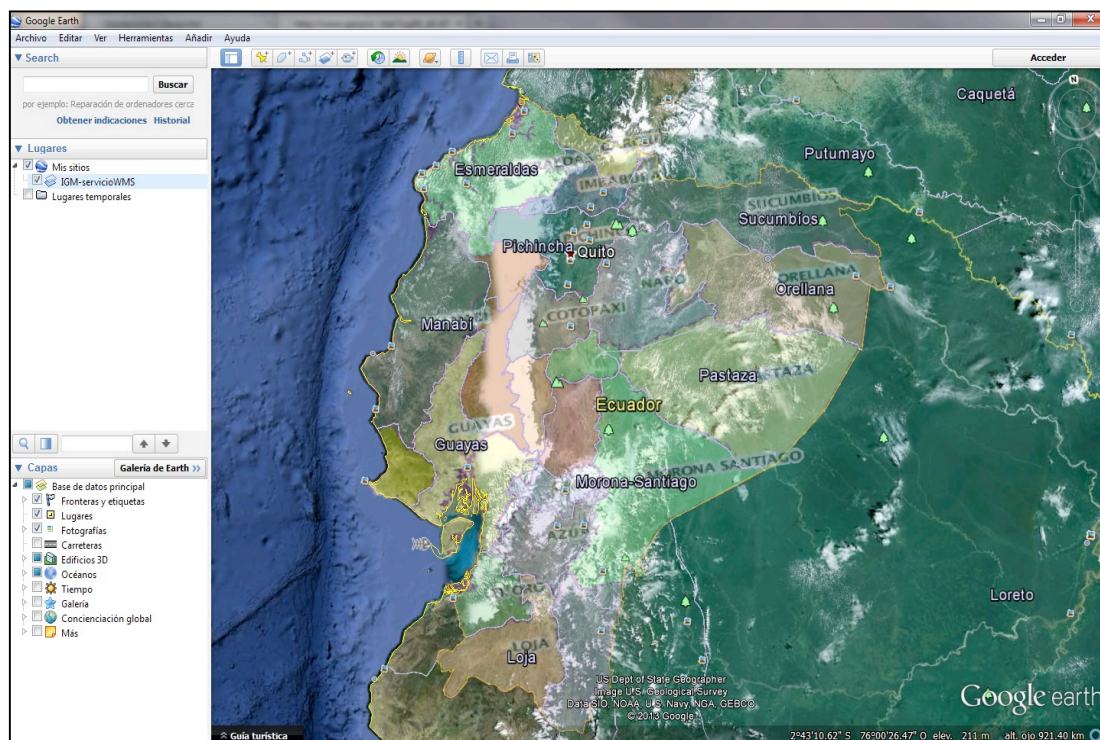 Google Earth
Archivo Editar Ver Herramientas Añadir Ayuda
Search
Buscar
por ejemplo: Reparación de ordenadores cerca
Obtener indicaciones Historial
Lugares
Mis sitios
IGM-servicioWMS
Lugares temporales
Capas
Galería de Earth >>
Base de datos principal
Fronteras y etiquetas
Lugares
Fotografías
Carreteras
Edificios 3D
Océanos
Tiempo
Galería
Concienciación global
Más
Acceder
N
Caquetá
Putumayo
Esmeraldas
IMBABURA
SUCUMBIOS
Sucumbios
Pichincha
Quito
NAPO
ORELLANA
Orellana
COTOPAXI
Manabí
Pastaza
Ecuador
GUAYAS
Guayas
MORONA SANTIAGO
Morona-Santiago
Loreto
LOJA
Loja
US Dept of State Geographer
Image U.S. Geological Survey
Data SIO, NOAA, U.S. Navy, NGA, GEBCO
© 2013 Google
Google earth
Guía turística
2°43'10.62" S 76°00'26.47" O elev. 211 m alt. ojo 921.40 km